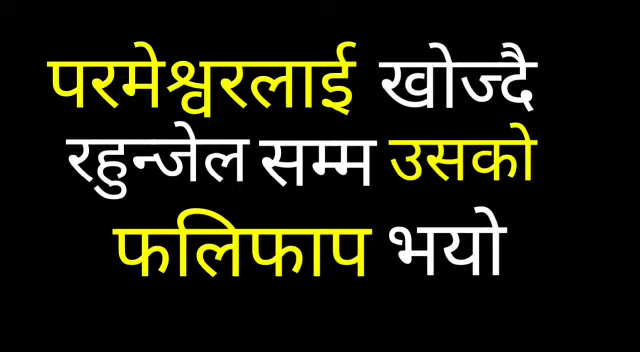 परमेश्वरलाई खोज्दै
रहुन्जेल सम्म उसको
फलिफाप भयो